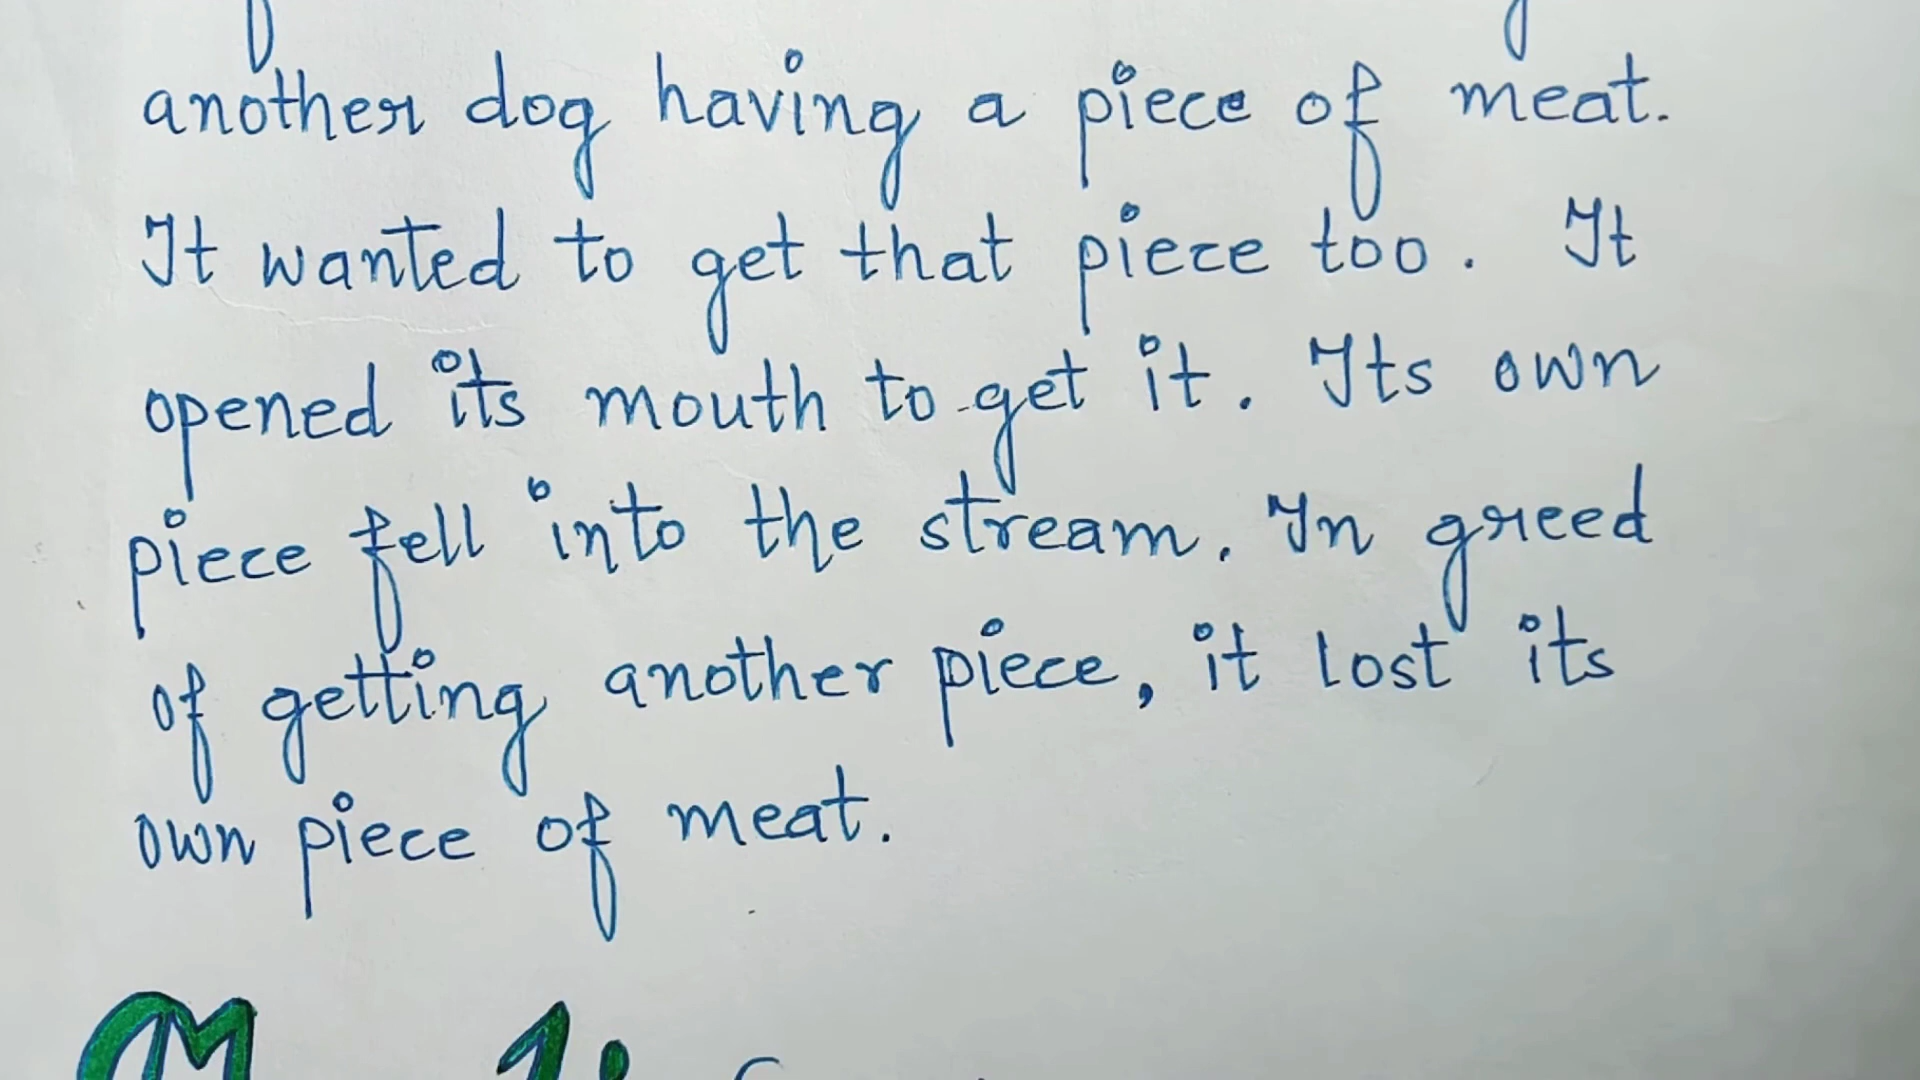 another dog having a piece of meat.
It wanted to get that piece too. It
opened its mouth to get it. Its own
piece fell into the stream. In greed
of getting another piece, it lost its
own piece of meat.